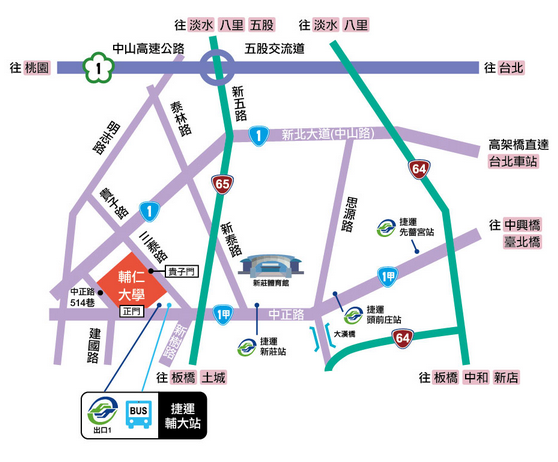 往 淡水 八里 五股
往 淡水 八里
中山高速公路
五股交流道
往 桃園
1
往 台北
新五路
泰林路
明志路
1
新北大道(中山路)
高架橋直達
台北車站
64
65
貴子路
1
思源路
往 中興橋
臺北橋
捷運
先嗇宮站
三泰路
新泰路
新莊體育館
1甲
輔仁
大學
貴子門
中正路
514巷
正門
1甲
中正路
捷運
頭前庄站
大漢橋
64
捷運
新莊站
建國路
新樹路
往 板橋 土城
往 板橋 中和 新店
出口1
BUS
捷運
輔大站